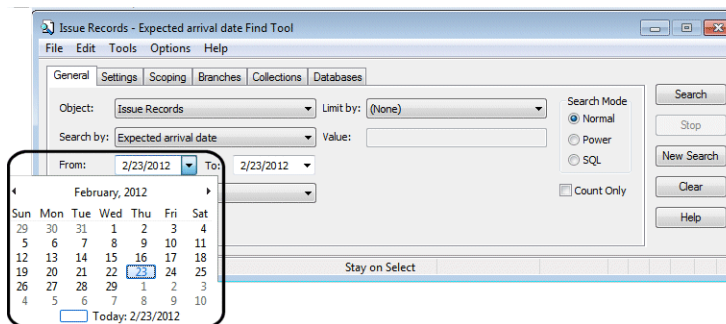 Issue Records - Expected arrival date Find Tool
File Edit Tools Options Help
General Settings Scoping Branches Collections Databases
Object: Issue Records Limit by: (None)
Search by: Expected arrival date Value:
From: 2/23/2012 To: 2/23/2012
Search Mode
Normal
Power
SQL
Count Only
Search
Stop
New Search
Clear
Help
February, 2012
Sun Mon Tue Wed Thu Fri Sat
29 30 31 1 2 3 4
5 6 7 8 9 10 11
12 13 14 15 16 17 18
19 20 21 22 23 24 25
26 27 28 29 1 2 3
4 5 6 7 8 9 10
Today: 2/23/2012
Stay on Select